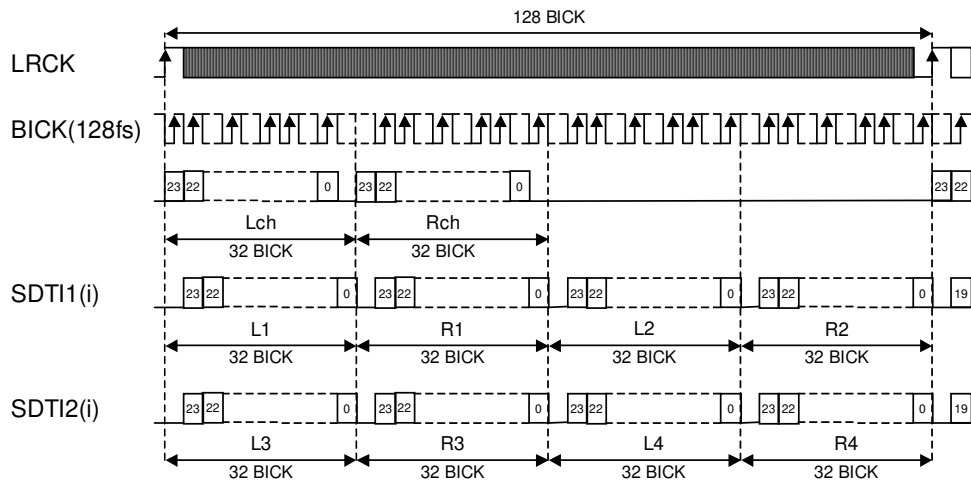 128 BICK
LRCK
BICK(128fs)
23 22 0 23 22 0 23 22
Lch Rch
32 BICK 32 BICK
SDTI1(i) 23 22 0 23 22 0 23 22 0 23 22 0 19
L1 R1 L2 R2
32 BICK 32 BICK 32 BICK 32 BICK
SDTI2(i) 23 22 0 23 22 0 23 22 0 23 22 0 19
L3 R3 L4 R4
32 BICK 32 BICK 32 BICK 32 BICK